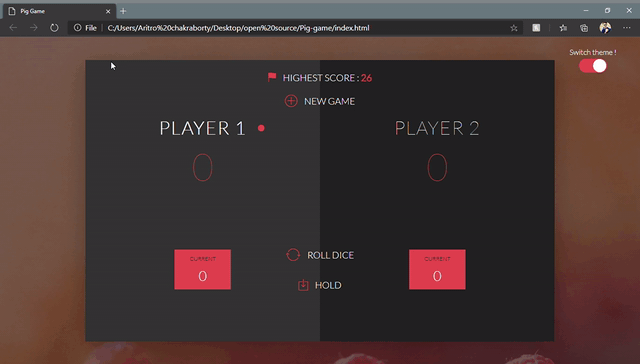 Pig Game
File
C:/Users/Aritro%20chakraborty/Desktop/open%20source/Pig-game/index.html
Switch theme !
HIGHEST SCORE : 26
NEW GAME
PLAYER 1
PLAYER 2
0
0
ROLL DICE
CURRENT
0
CURRENT
0
HOLD